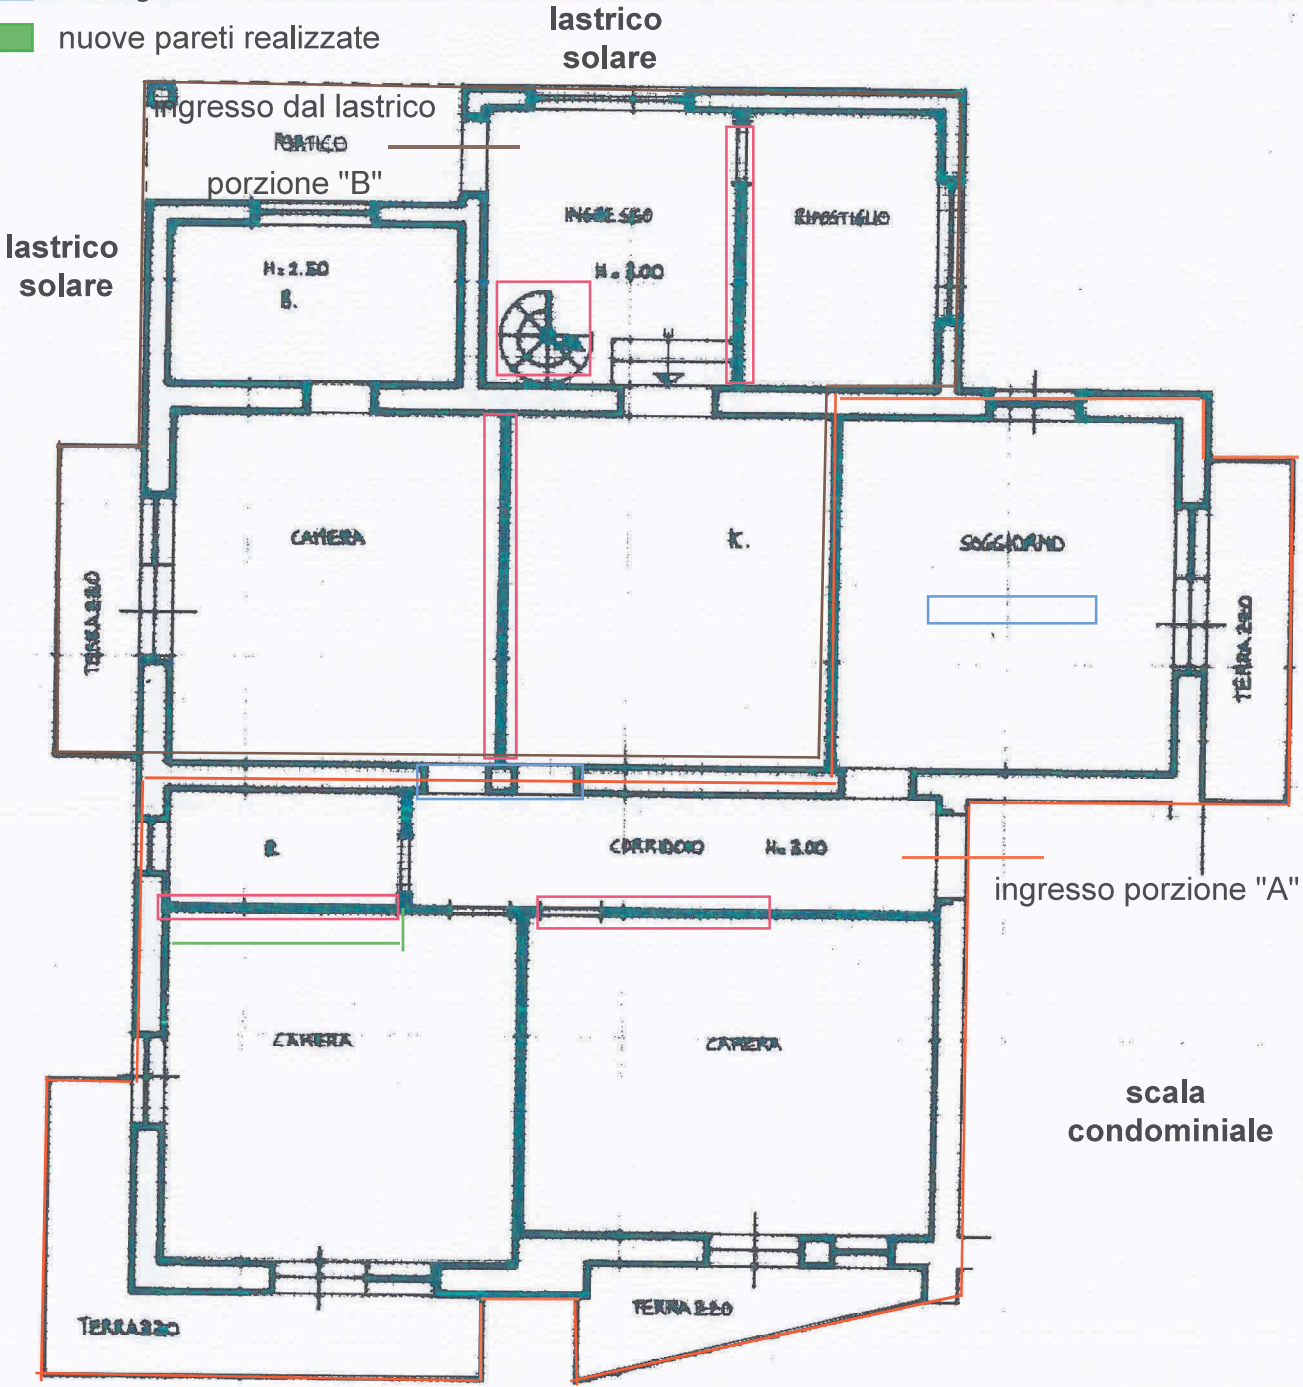 nuove pareti realizzate
lastrico
solare
ingresso dal lastrico
PORTICO
porzione "B"
lastrico
solare
INGRESSO
RIPOSTIGLIO
H=2.50
B.
H=3.00
CAMERA
K.
SOGGIORNO
TERRAZZO
TERRAZZO
CORRIDOIO
H=3.00
ingresso porzione "A"
CAMERA
CAMERA
scala
condominiale
TERRAZZO
TERRAZZO